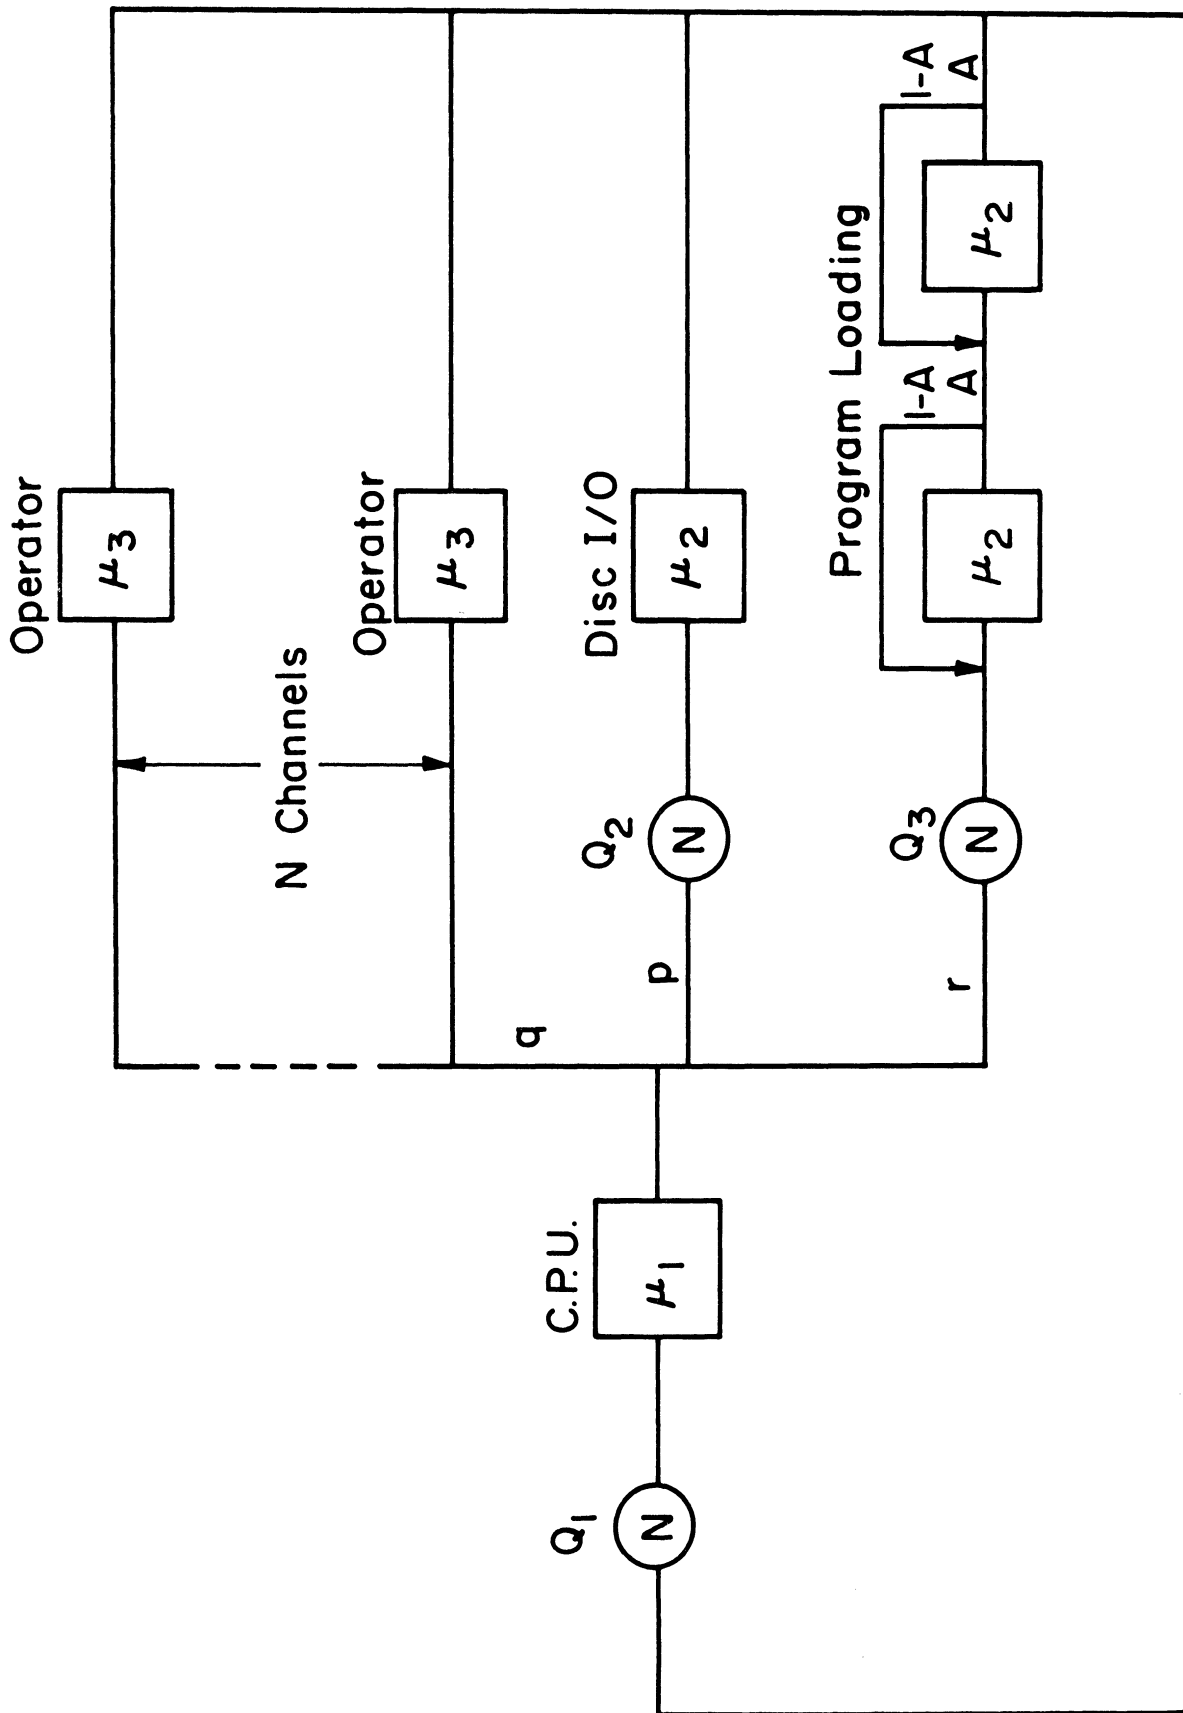 Operator
μ3
N Channels
Operator
μ3
q
Disc I/O
μ2
Q2
N
p
Program Loading
1-A
A
μ2
1-A
A
μ2
Q3
N
r
C.P.U.
μ1
Q1
N